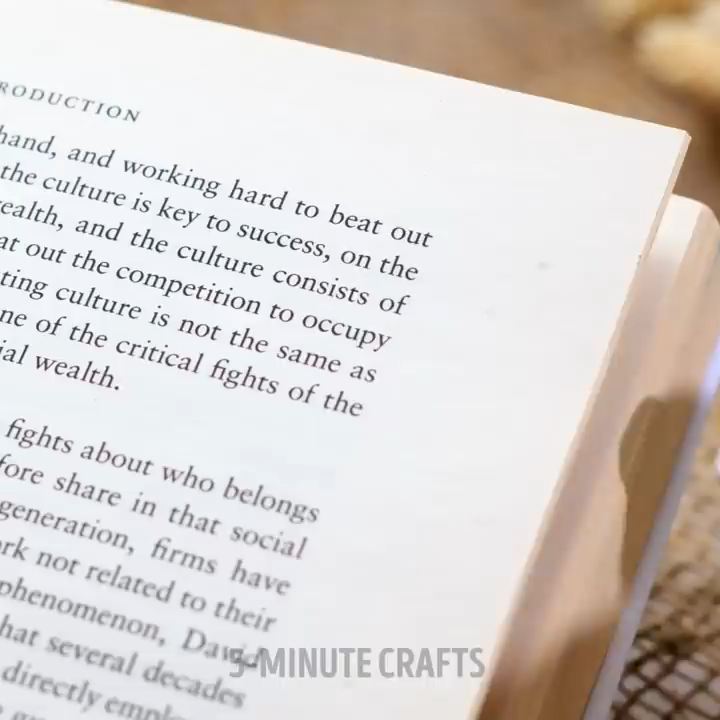 RODUCTION
hand, and working hard to beat out
the culture is key to success, on the
ealth, and the culture consists of
at out the competition to occupy
ting culture is not the same as
ne of the critical fights of the
ial wealth.
fights about who belongs
fore share in that social
generation, firms have
rk not related to their
phenomenon, David
hat several decades
directly emplo
5-MINUTE CRAFTS